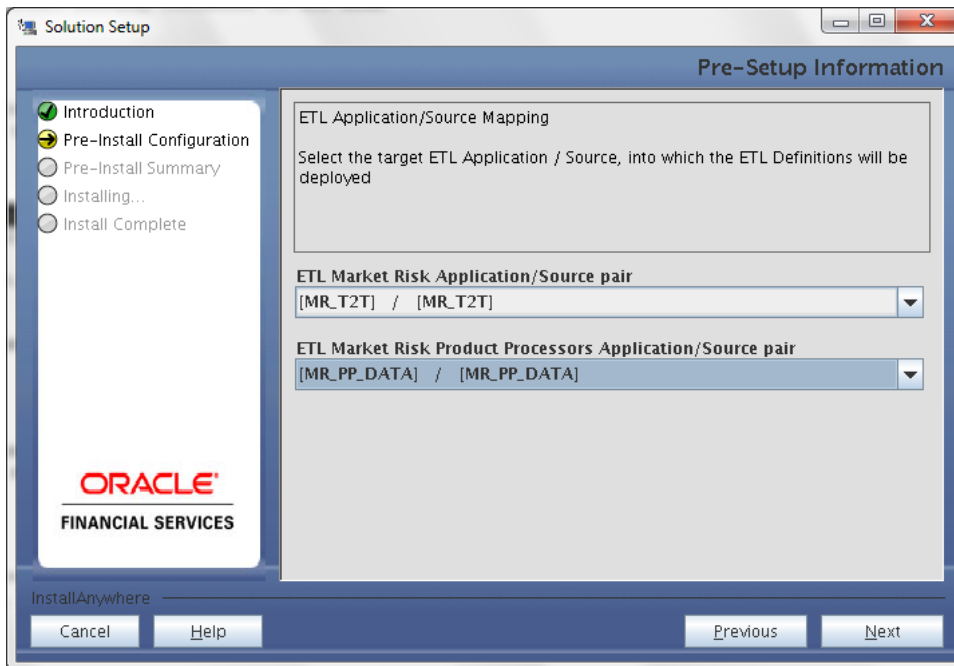 Solution Setup
Pre-Setup Information
Introduction
Pre-Install Configuration
Pre-Install Summary
Installing...
Install Complete
ORACLE
FINANCIAL SERVICES
ETL Application/Source Mapping
Select the target ETL Application / Source, into which the ETL Definitions will be
deployed
ETL Market Risk Application/Source pair
[MR_T2T] / [MR_T2T]
ETL Market Risk Product Processors Application/Source pair
[MR_PP_DATA] / [MR_PP_DATA]
InstallAnywhere
Cancel
Help
Previous
Next